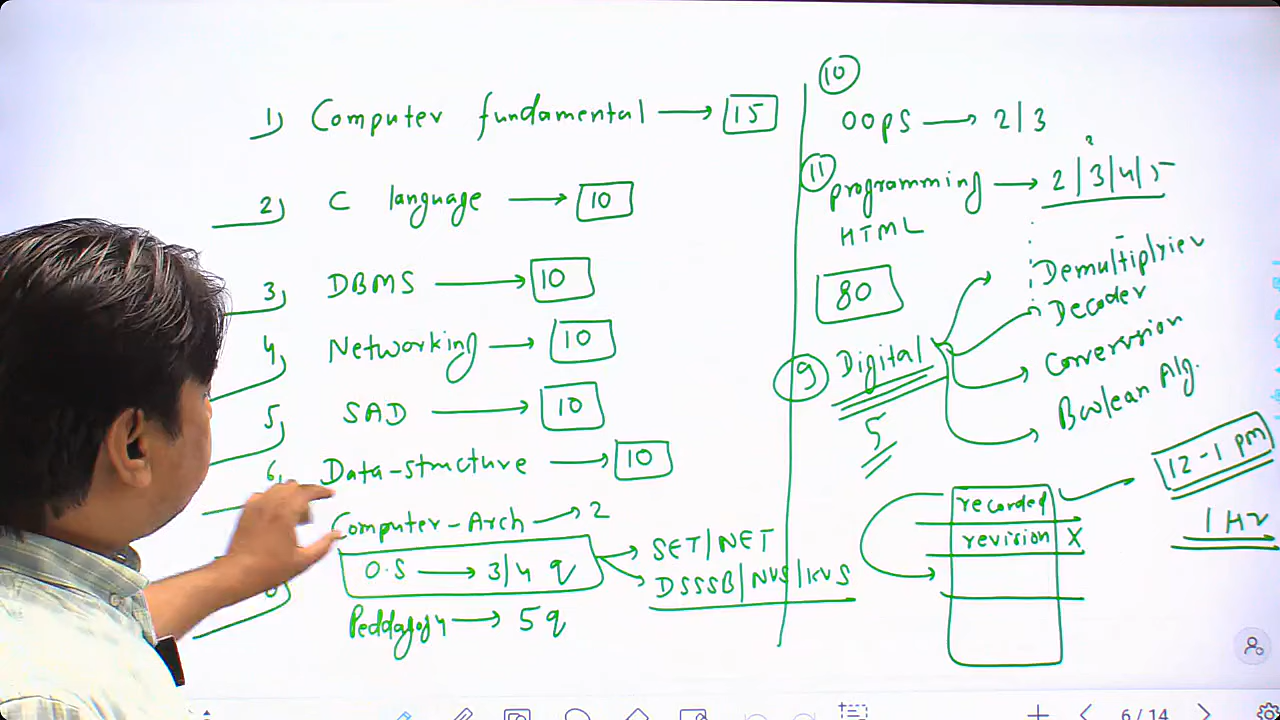 1) Computer fundamental → 15
2) C language → 10
3) DBMS → 10
4) Networking → 10
5) SAD → 10
6) Data-structure → 10
Computer-Arch → 2
O.S → 3/4 q
SET/NET
DSSSB/NVS/KVS
Peddagogy → 5q
10
OOPS → 2/3
11
programming → 2/3/4/5
HTML
80
9 Digital
5
Demultiplxier
Decoder
Conversion
Boolean Alg.
12-1 pm
1 Hr
recorded
revision X
6/14